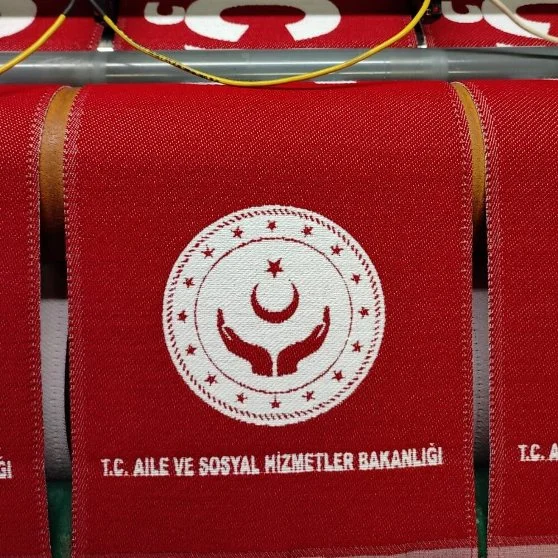 T.C. AİLE VE SOSYAL HİZMETLER BAKANLIĞI
T.C. A